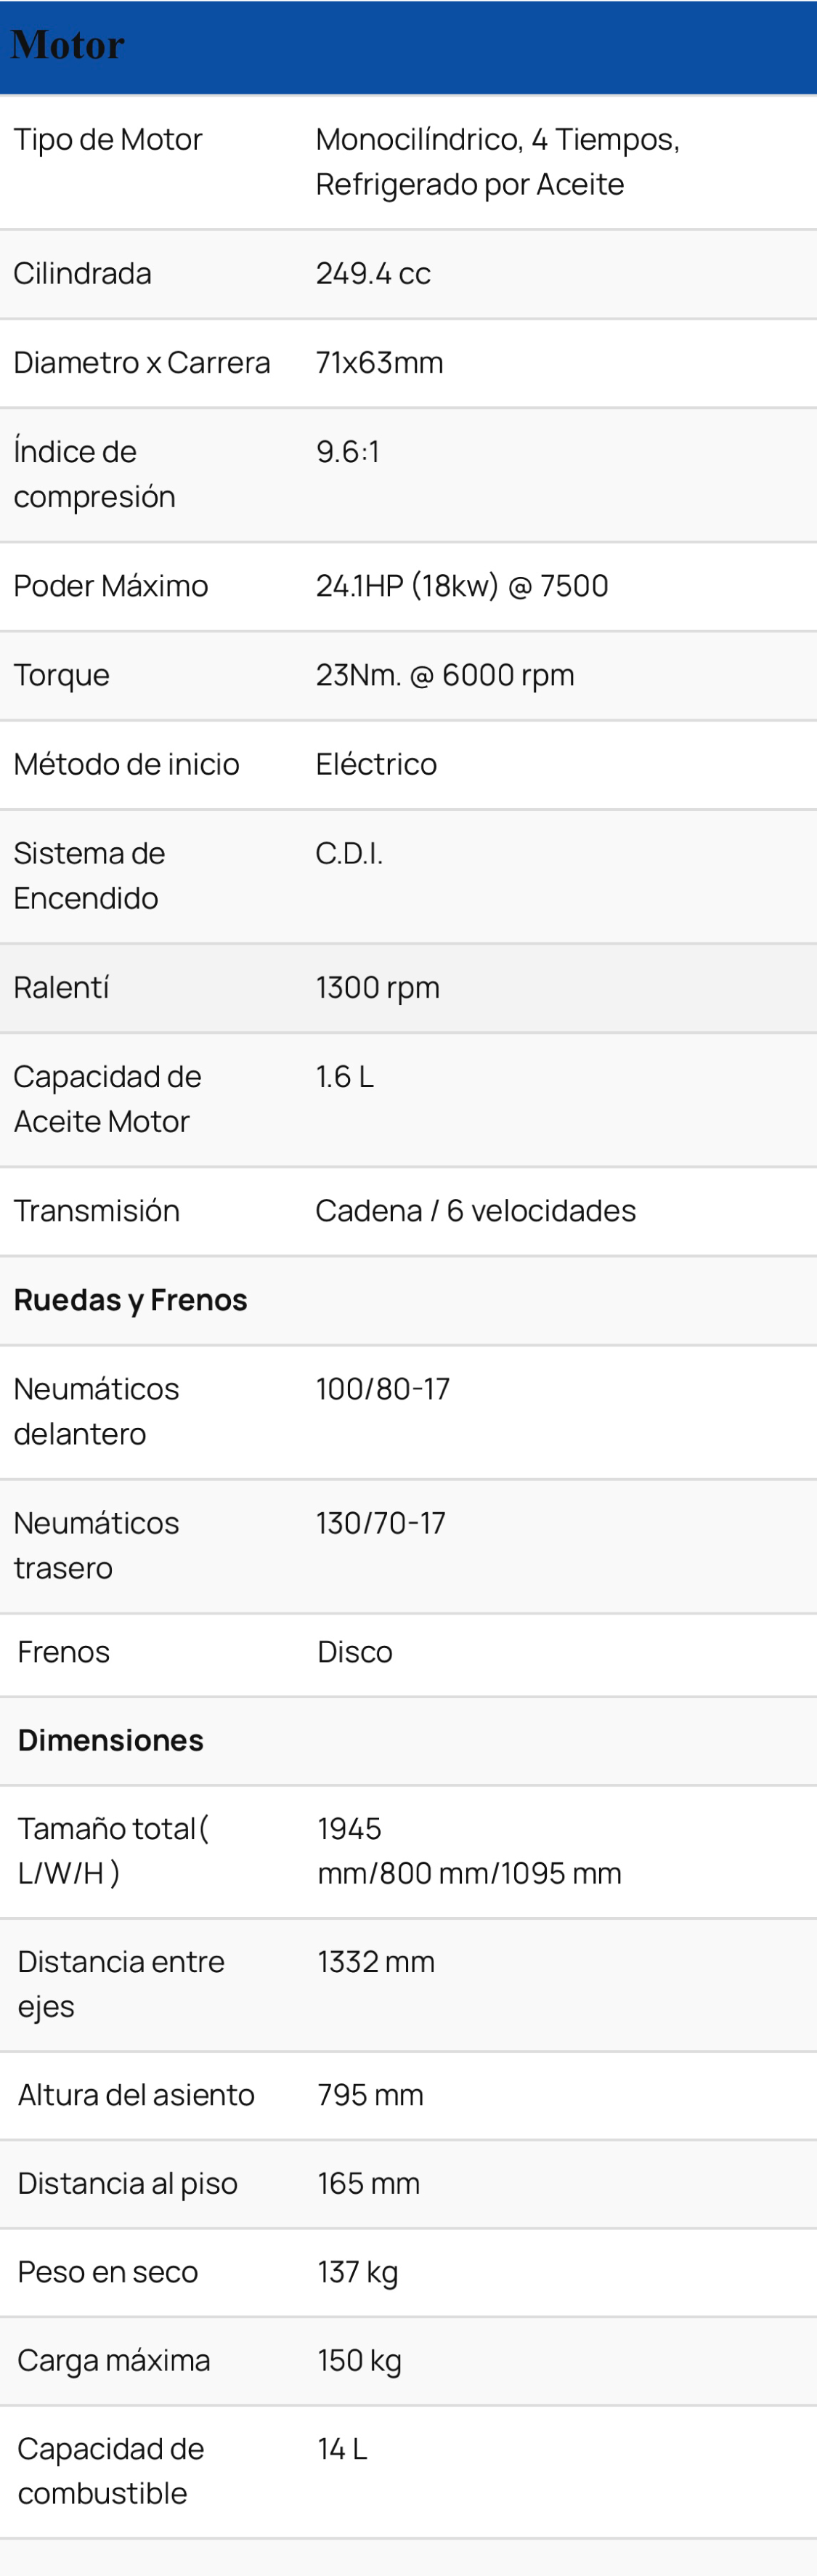 Motor
Tipo de Motor
Monocilíndrico, 4 Tiempos,
Refrigerado por Aceite
Cilindrada
249.4 cc
Diametro x Carrera
71x63mm
Índice de
compresión
9.6:1
Poder Máximo
24.1HP (18kw) @ 7500
Torque
23Nm. @ 6000 rpm
Método de inicio
Eléctrico
Sistema de
Encendido
C.D.I.
Ralentí
1300 rpm
Capacidad de
Aceite Motor
1.6 L
Transmisión
Cadena / 6 velocidades
Ruedas y Frenos
Neumáticos
delantero
100/80-17
Neumáticos
trasero
130/70-17
Frenos
Disco
Dimensiones
Tamaño total(
L/W/H )
1945
mm/800 mm/1095 mm
Distancia entre
ejes
1332 mm
Altura del asiento
795 mm
Distancia al piso
165 mm
Peso en seco
137 kg
Carga máxima
150 kg
Capacidad de
combustible
14 L